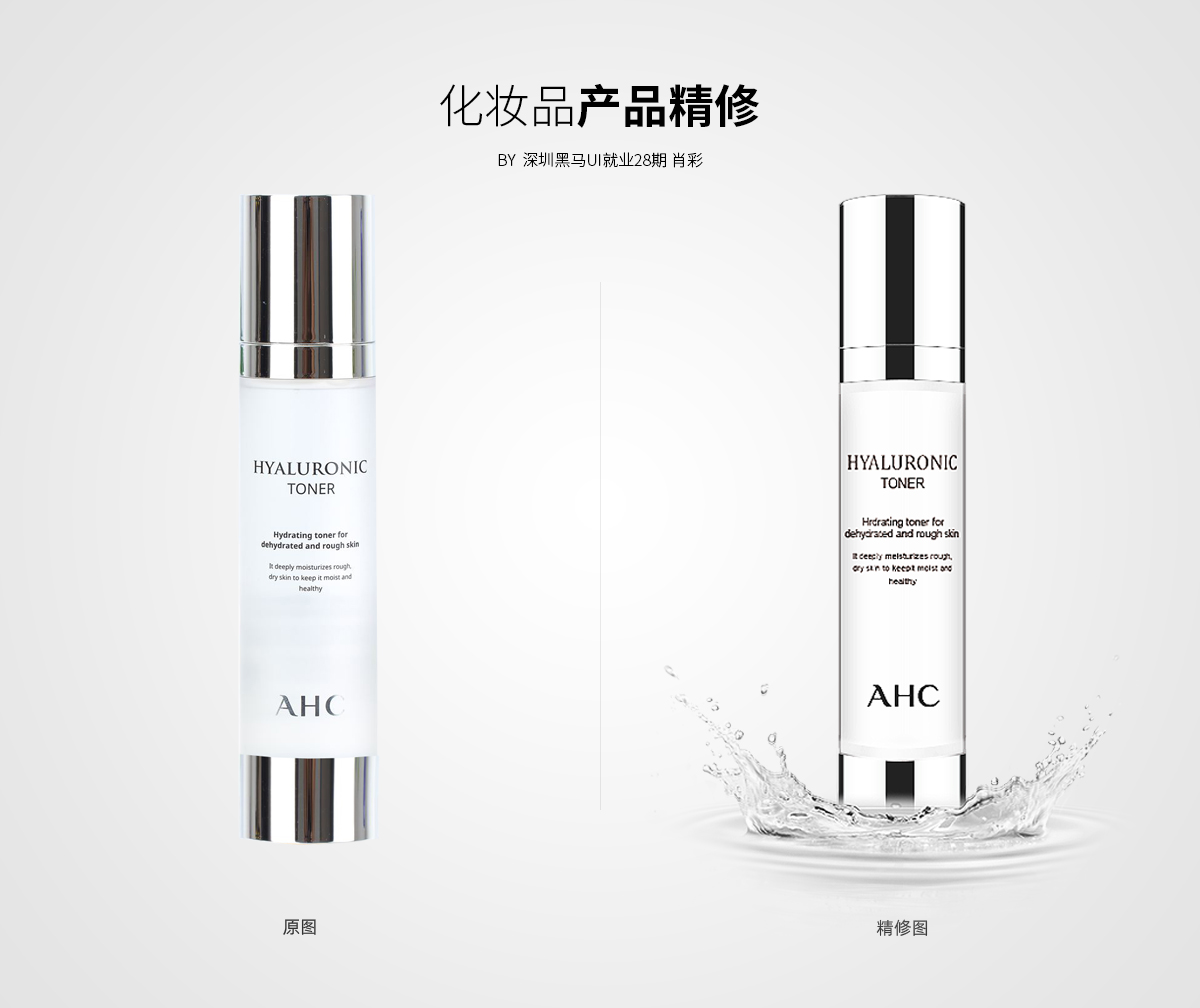 化妆品产品精修
BY 深圳黑马UI就业28期 肖彩
HYALURONIC
TONER
Hydrating toner for
dehydrated and rough skin
It deeply moisturizes rough,
dry skin to keep it moist and
healthy
AHC
HYALURONIC
TONER
Hrdrating toner for
dehydrated and rough skin
It deeply meisturizes rough,
dry skin to keepit moist and
healthy
AHC
原图
精修图